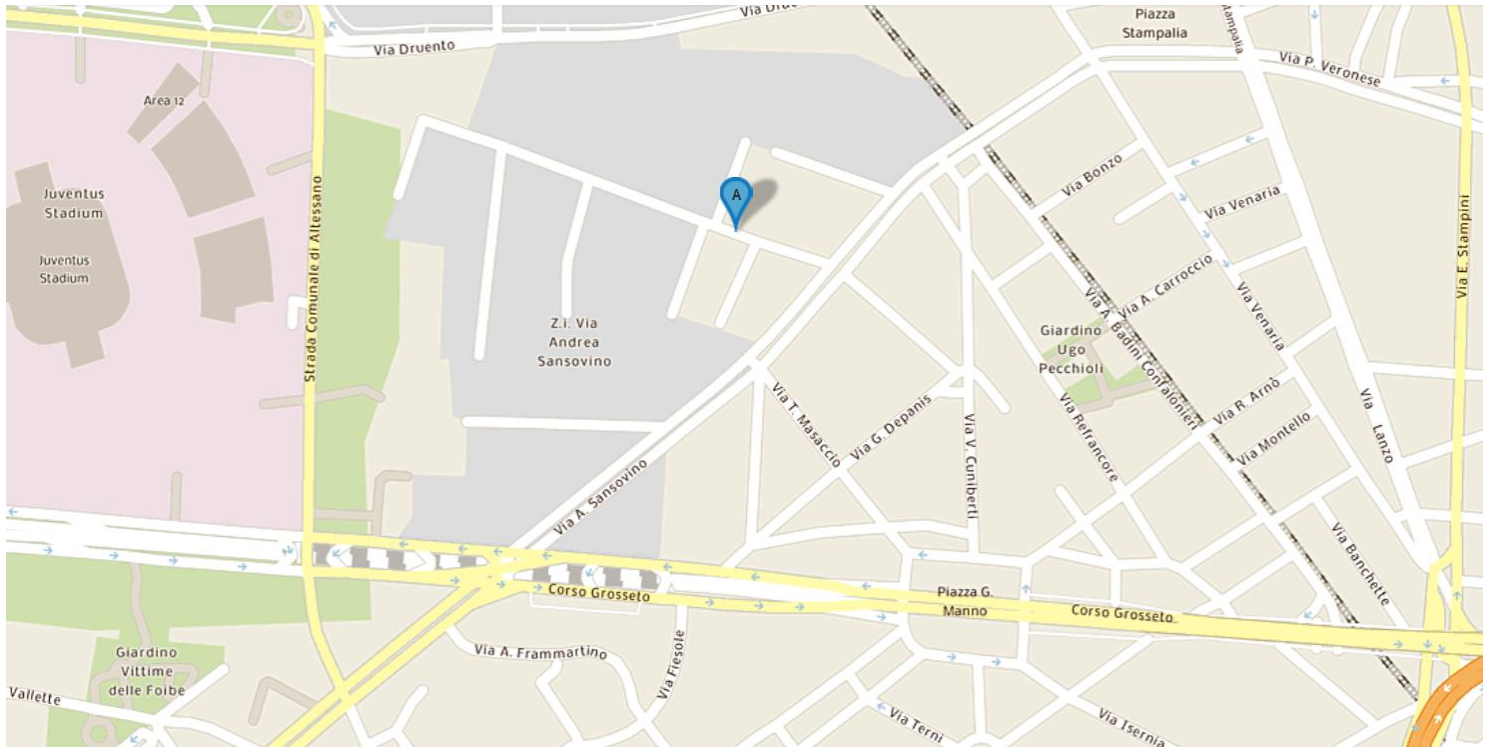 Via Druento
Via Dru
Piazza
Stampalia
Stampalia
Via P. Veronese
Area 12
Juventus
Stadium
Juventus
Stadium
Strada Comunale di Altessano
A
Via Bonzo
Via Venaria
Via E. Stampini
Via A. Carroccio
Via Venaria
Z.I. Via
Andrea
Sansovino
Giardino
Ugo
Pecchioli
Via A. Badini Confalonieri
Via T. Masaccio
Via G. Depanis
Via V. Cuniberti
Via Refrancore
Via R. Arnò
Via Montello
Via Lanzo
Via A. Sansovino
Via Banchette
Corso Grosseto
Piazza G.
Manno
Corso Grosseto
Giardino
Vittime
delle Foibe
Vallette
Via A. Frammartino
Via Fiesole
Via Terni
Via Isernia